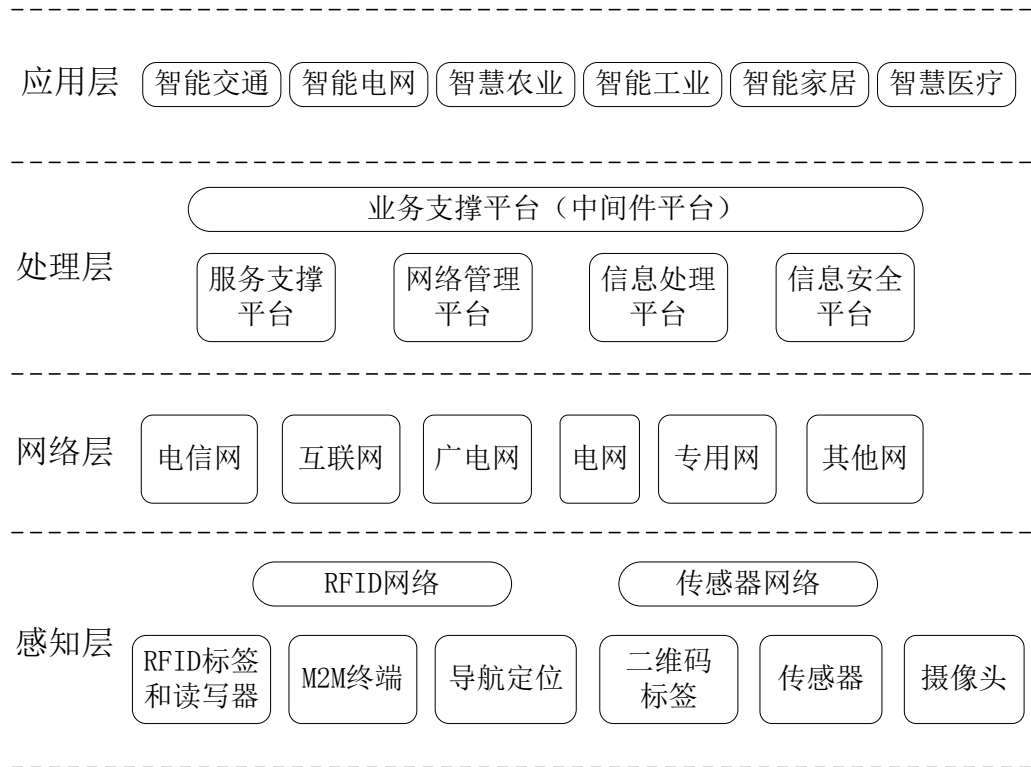 应用层 智能交通 智能电网 智慧农业 智能工业 智能家居 智慧医疗
业务支撑平台（中间件平台）
处理层
服务支撑 网络管理 信息处理 信息安全
平台 平台 平台 平台
网络层 电信网 互联网 广电网 电网 专用网 其他网
RFID网络 传感器网络
感知层
RFID标签 M2M终端 导航定位 二维码 传感器 摄像头
和读写器 标签